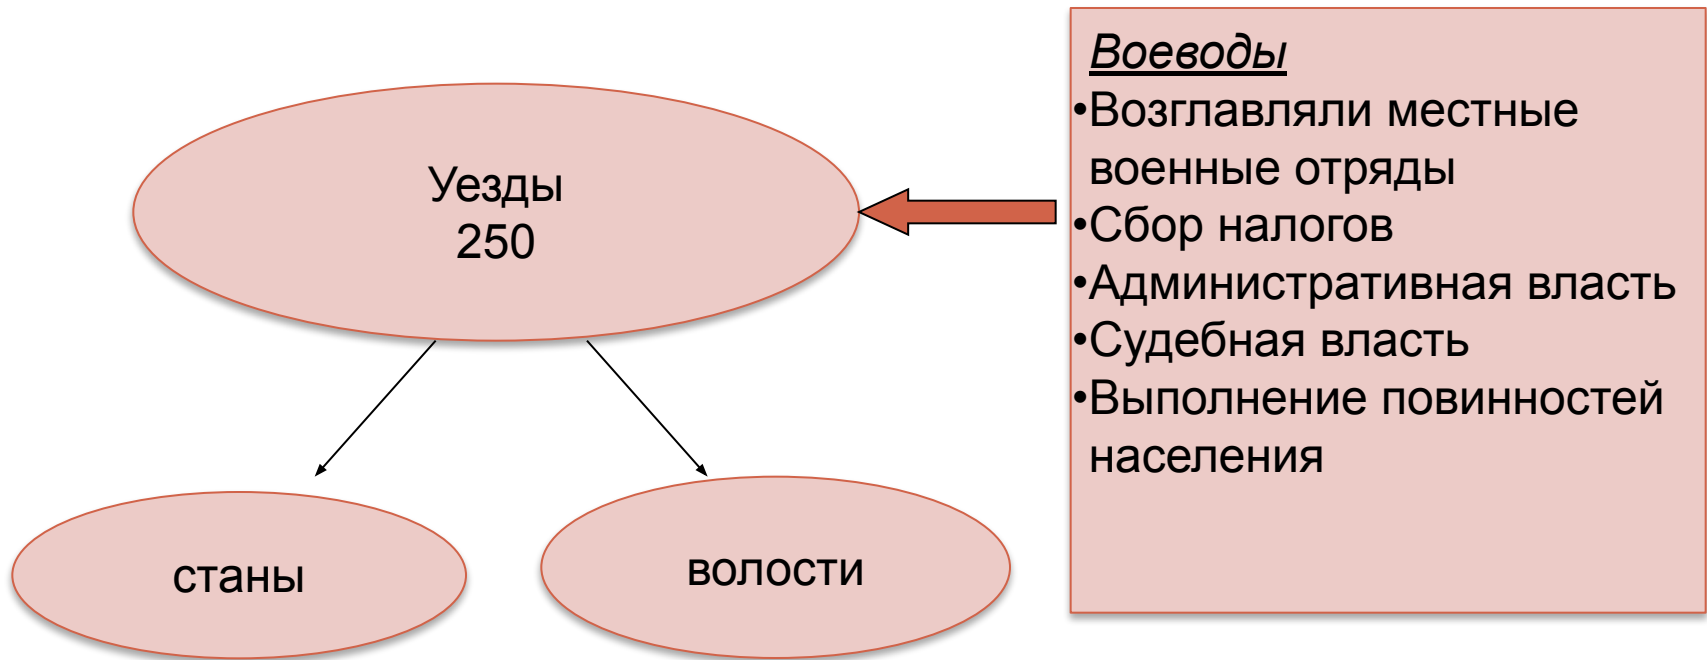 Уезды
250
станы
волости
Воеводы
•Возглавляли местные
военные отряды
•Сбор налогов
•Административная власть
•Судебная власть
•Выполнение повинностей
населения